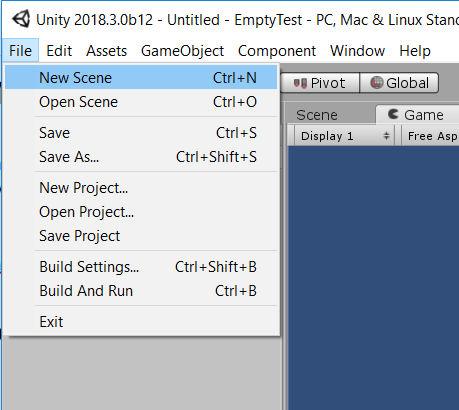 Unity 2018.3.0b12 - Untitled - EmptyTest - PC, Mac & Linux Stan
File Edit Assets GameObject Component Window Help
Pivot Global
New Scene Ctrl+N
Open Scene Ctrl+O
Scene Game
Save Ctrl+S
Display 1 Free Asp
Save As... Ctrl+Shift+S
New Project...
Open Project...
Save Project
Build Settings... Ctrl+Shift+B
Build And Run Ctrl+B
Exit